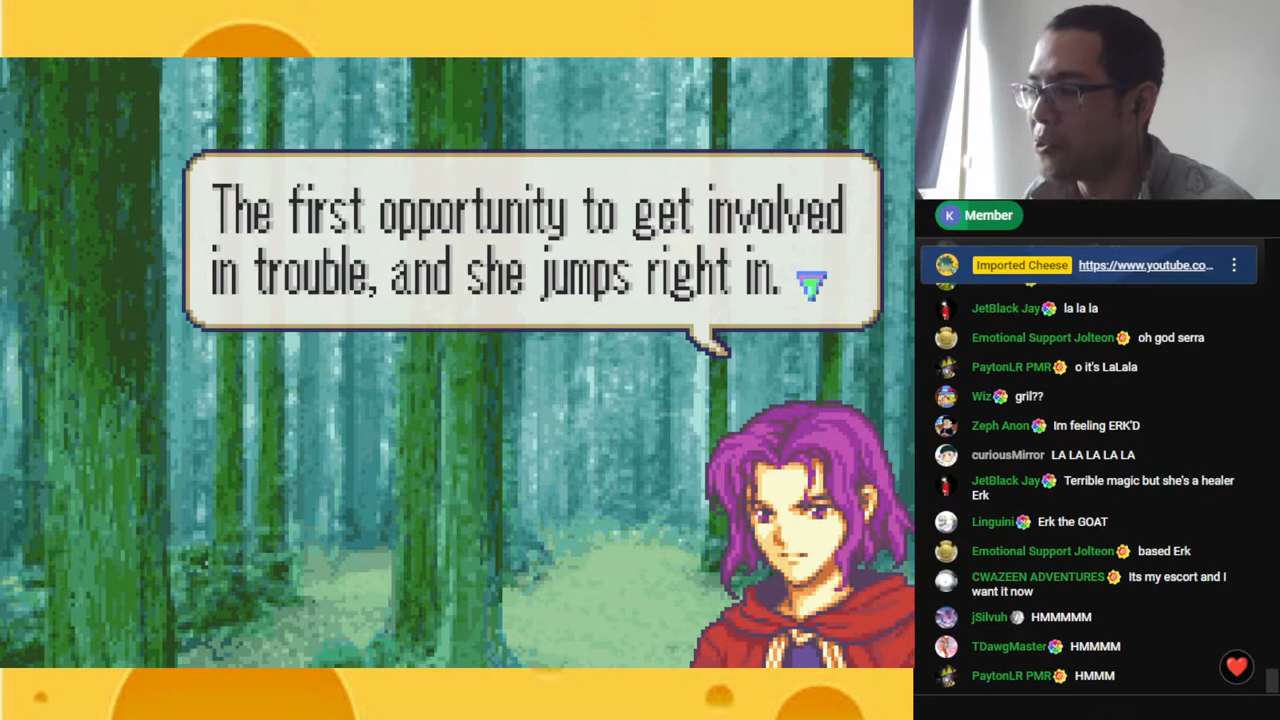 The first opportunity to get involved
in trouble, and she jumps right in.
K Member
Imported Cheese https://www.youtube.co...
JetBlack Jay la la la
Emotional Support Jolteon oh god serra
PaytonLR PMR o it's LaLala
Wiz gril??
Zeph Anon Im feeling ERK'D
curiousMirror LA LA LA LA LA
JetBlack Jay Terrible magic but she's a healer
Erk
Linguini Erk the GOAT
Emotional Support Jolteon based Erk
CWAZEEN ADVENTURES Its my escort and I
want it now
jSilvuh HMMMMM
TDawgMaster HMMMM
PaytonLR PMR HMMM